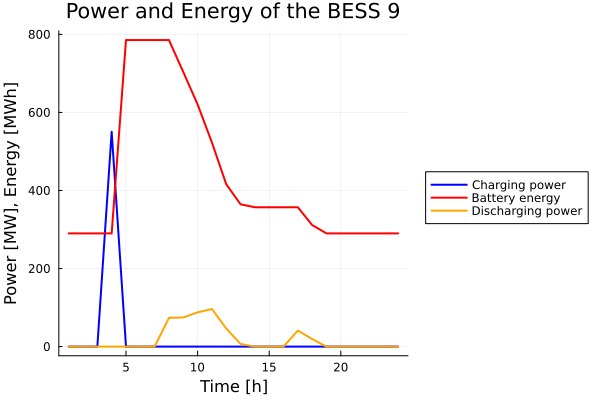 Power and Energy of the BESS 9
Power [MW], Energy [MWh]
800
600
400
200
0
5
10
15
20
Time [h]
Charging power
Battery energy
Discharging power